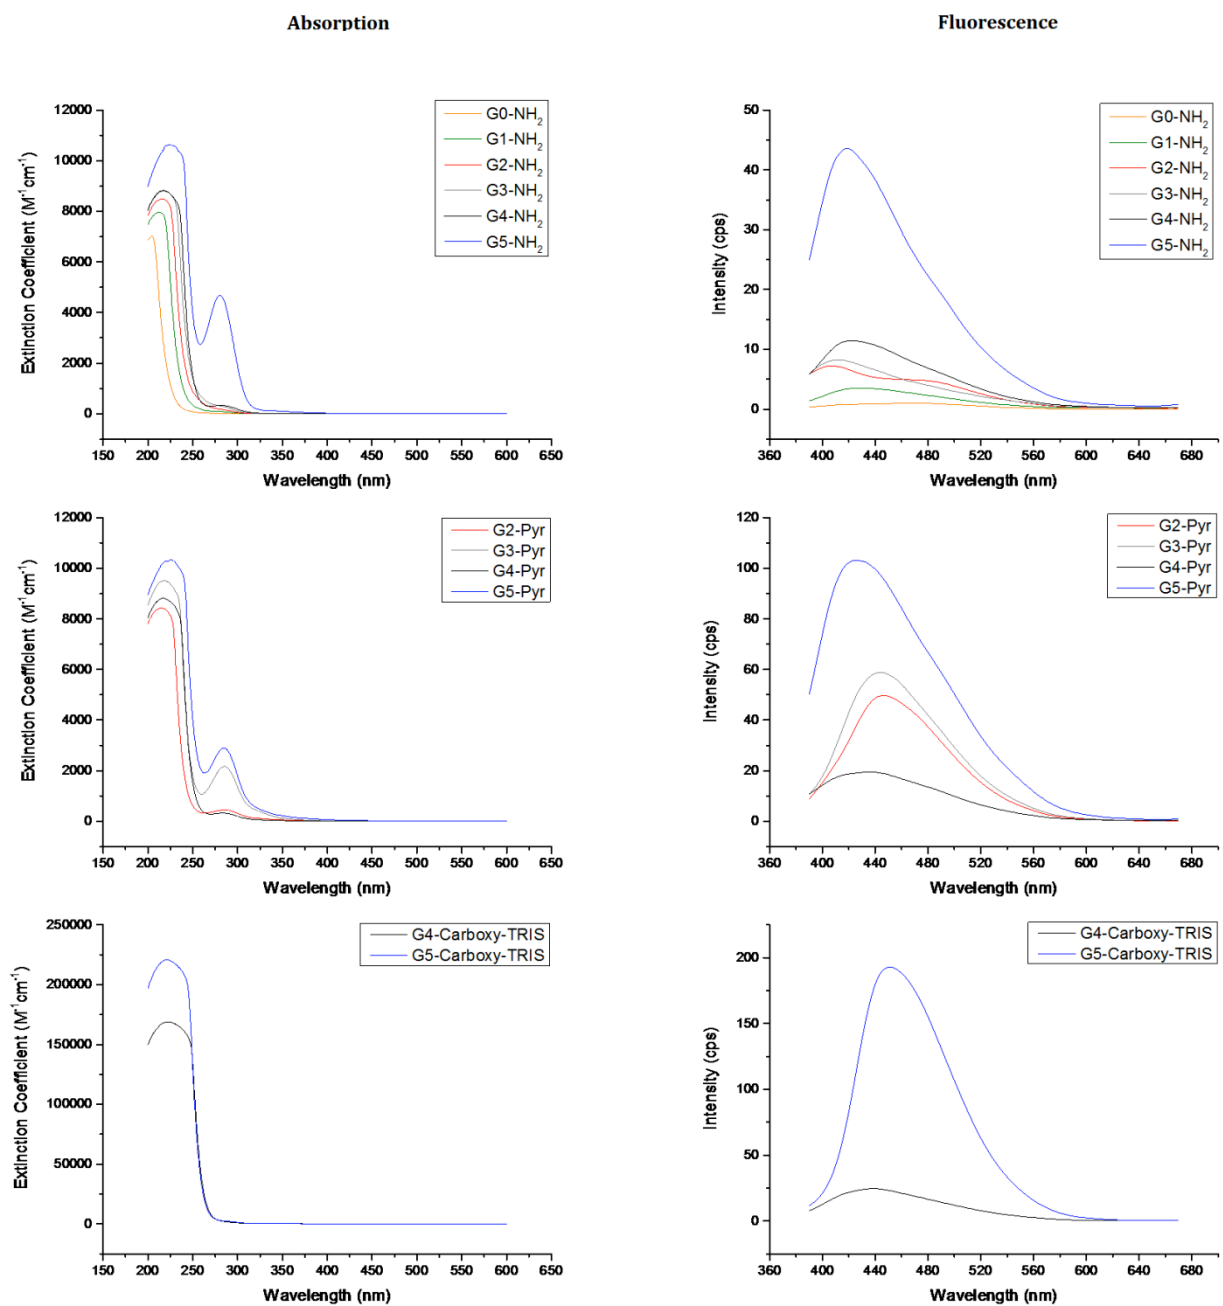 Absorption
Fluorescence
12000
10000
8000
6000
4000
2000
0
Extinction Coefficient (M⁻¹cm⁻¹)
150 200 250 300 350 400 450 500 550 600 650
Wavelength (nm)
G0-NH₂
G1-NH₂
G2-NH₂
G3-NH₂
G4-NH₂
G5-NH₂
50
40
30
20
10
0
Intensity (cps)
360 400 440 480 520 560 600 640 680
Wavelength (nm)
G0-NH₂
G1-NH₂
G2-NH₂
G3-NH₂
G4-NH₂
G5-NH₂
12000
10000
8000
6000
4000
2000
0
Extinction Coefficient (M⁻¹cm⁻¹)
150 200 250 300 350 400 450 500 550 600 650
Wavelength (nm)
G2-Pyr
G3-Pyr
G4-Pyr
G5-Pyr
120
100
80
60
40
20
0
Intensity (cps)
360 400 440 480 520 560 600 640 680
Wavelength (nm)
G2-Pyr
G3-Pyr
G4-Pyr
G5-Pyr
250000
200000
150000
100000
50000
0
Extinction Coefficient (M⁻¹cm⁻¹)
150 200 250 300 350 400 450 500 550 600 650
Wavelength (nm)
G4-Carboxy-TRIS
G5-Carboxy-TRIS
200
150
100
50
0
Intensity (cps)
360 400 440 480 520 560 600 640 680
Wavelength (nm)
G4-Carboxy-TRIS
G5-Carboxy-TRIS